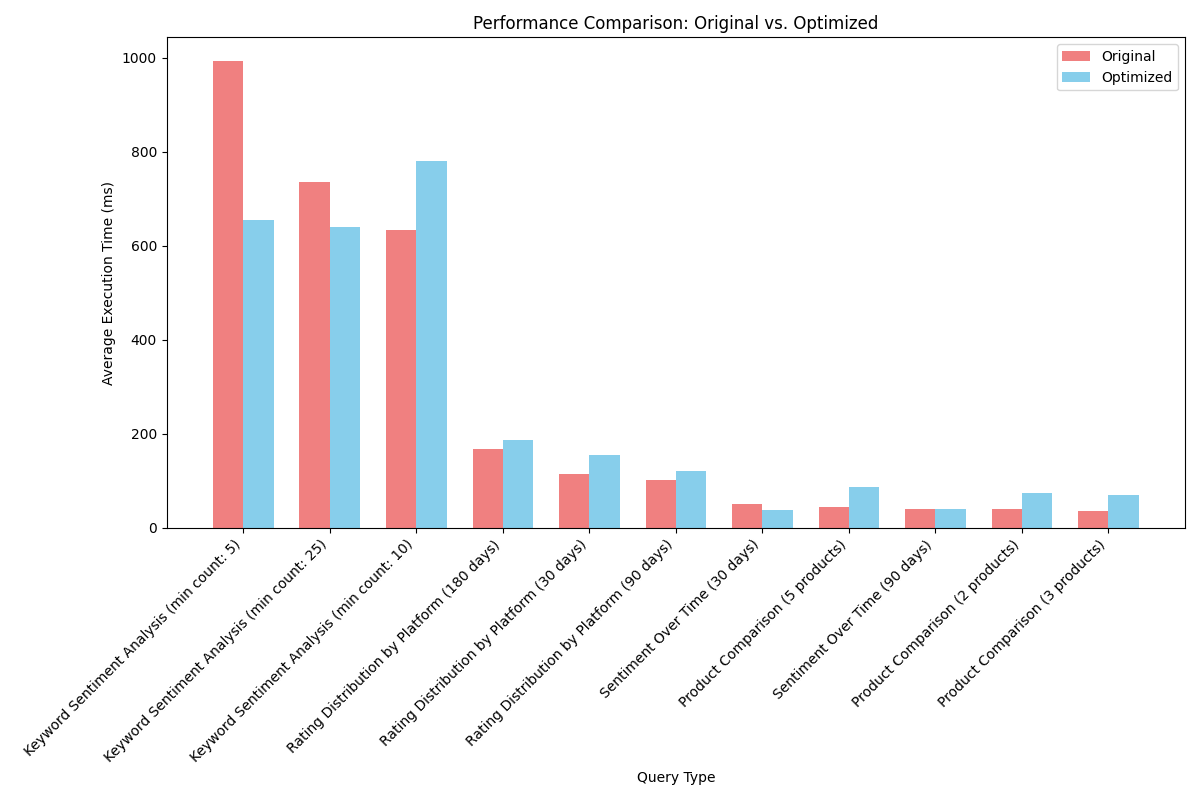 Performance Comparison: Original vs. Optimized
Original
Optimized
Average Execution Time (ms)
1000
800
600
400
200
0
Keyword Sentiment Analysis (min count: 5)
Keyword Sentiment Analysis (min count: 25)
Keyword Sentiment Analysis (min count: 10)
Rating Distribution by Platform (180 days)
Rating Distribution by Platform (30 days)
Rating Distribution by Platform (90 days)
Sentiment Over Time (30 days)
Product Comparison (5 products)
Sentiment Over Time (90 days)
Product Comparison (2 products)
Product Comparison (3 products)
Query Type